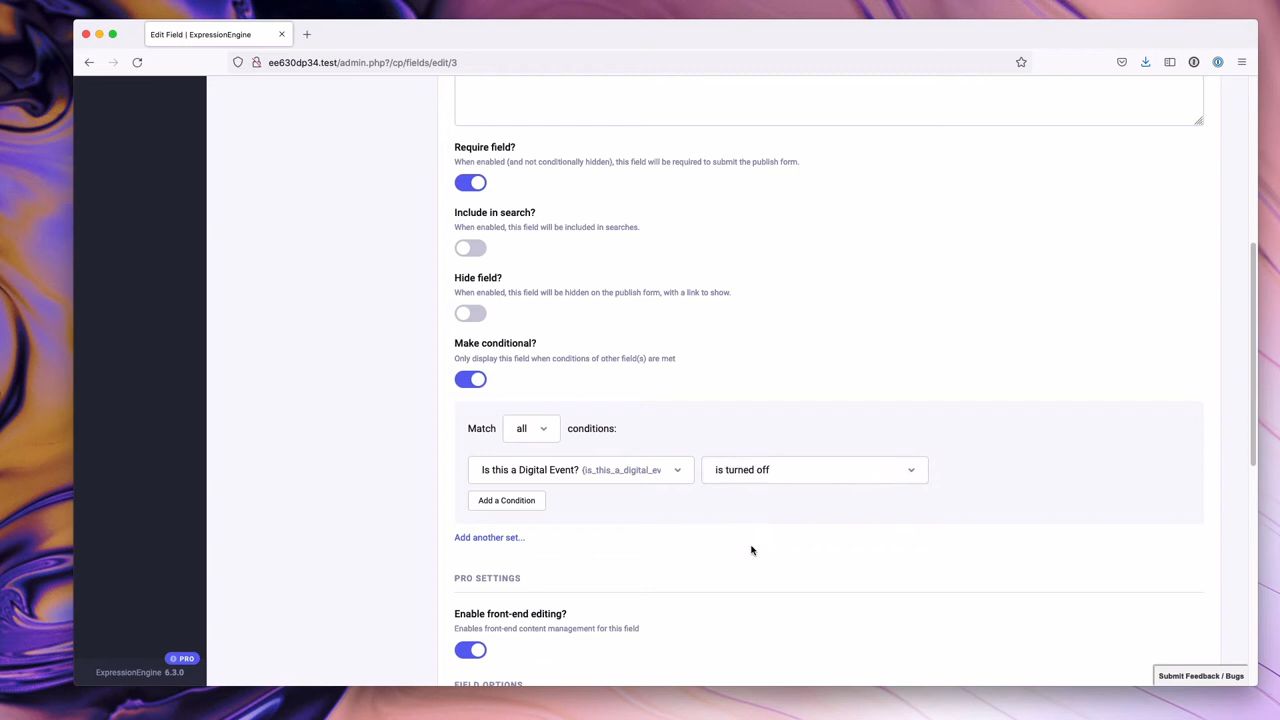 Edit Field | ExpressionEngine
ee630dp34.test/admin.php?/cp/fields/edit/3
Require field?
When enabled (and not conditionally hidden), this field will be required to submit the publish form.
Include in search?
When enabled, this field will be included in searches.
Hide field?
When enabled, this field will be hidden on the publish form, with a link to show.
Make conditional?
Only display this field when conditions of other field(s) are met
Match all conditions:
Is this a Digital Event? {is_this_a_digital_ev is turned off
Add a Condition
Add another set...
PRO SETTINGS
Enable front-end editing?
Enables front-end content management for this field
PRO
ExpressionEngine 6.3.0
Submit Feedback / Bugs
FIELD OPTIONS